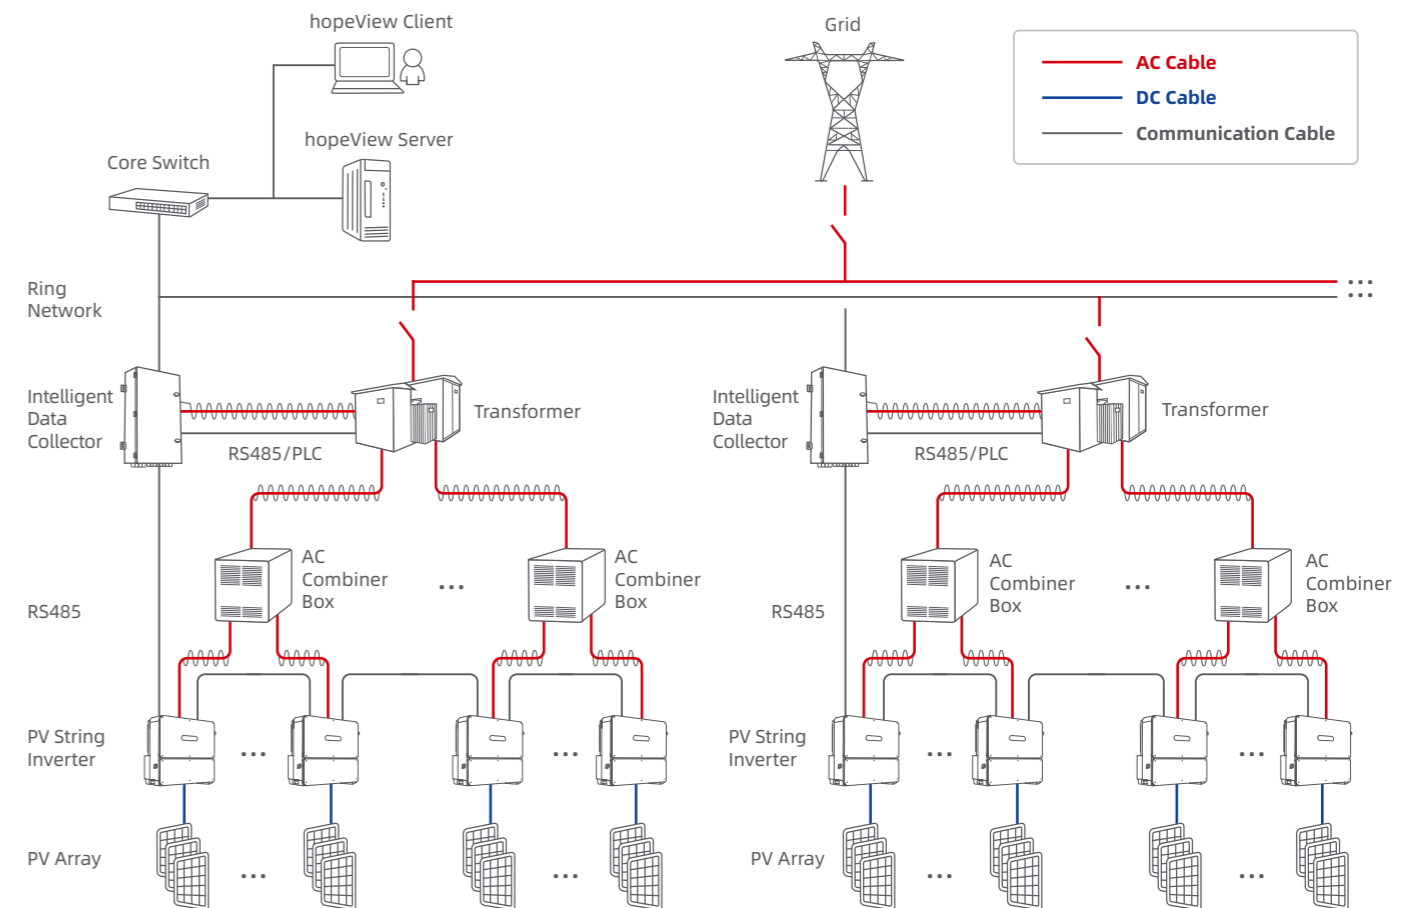 hopeView Client
Grid
AC Cable
DC Cable
Communication Cable
hopeView Server
Core Switch
Ring
Network
Intelligent
Data
Collector
RS485/PLC
Transformer
Intelligent
Data
Collector
RS485/PLC
Transformer
AC
Combiner
Box
AC
Combiner
Box
AC
Combiner
Box
AC
Combiner
Box
RS485
RS485
PV String
Inverter
PV String
Inverter
PV Array
PV Array